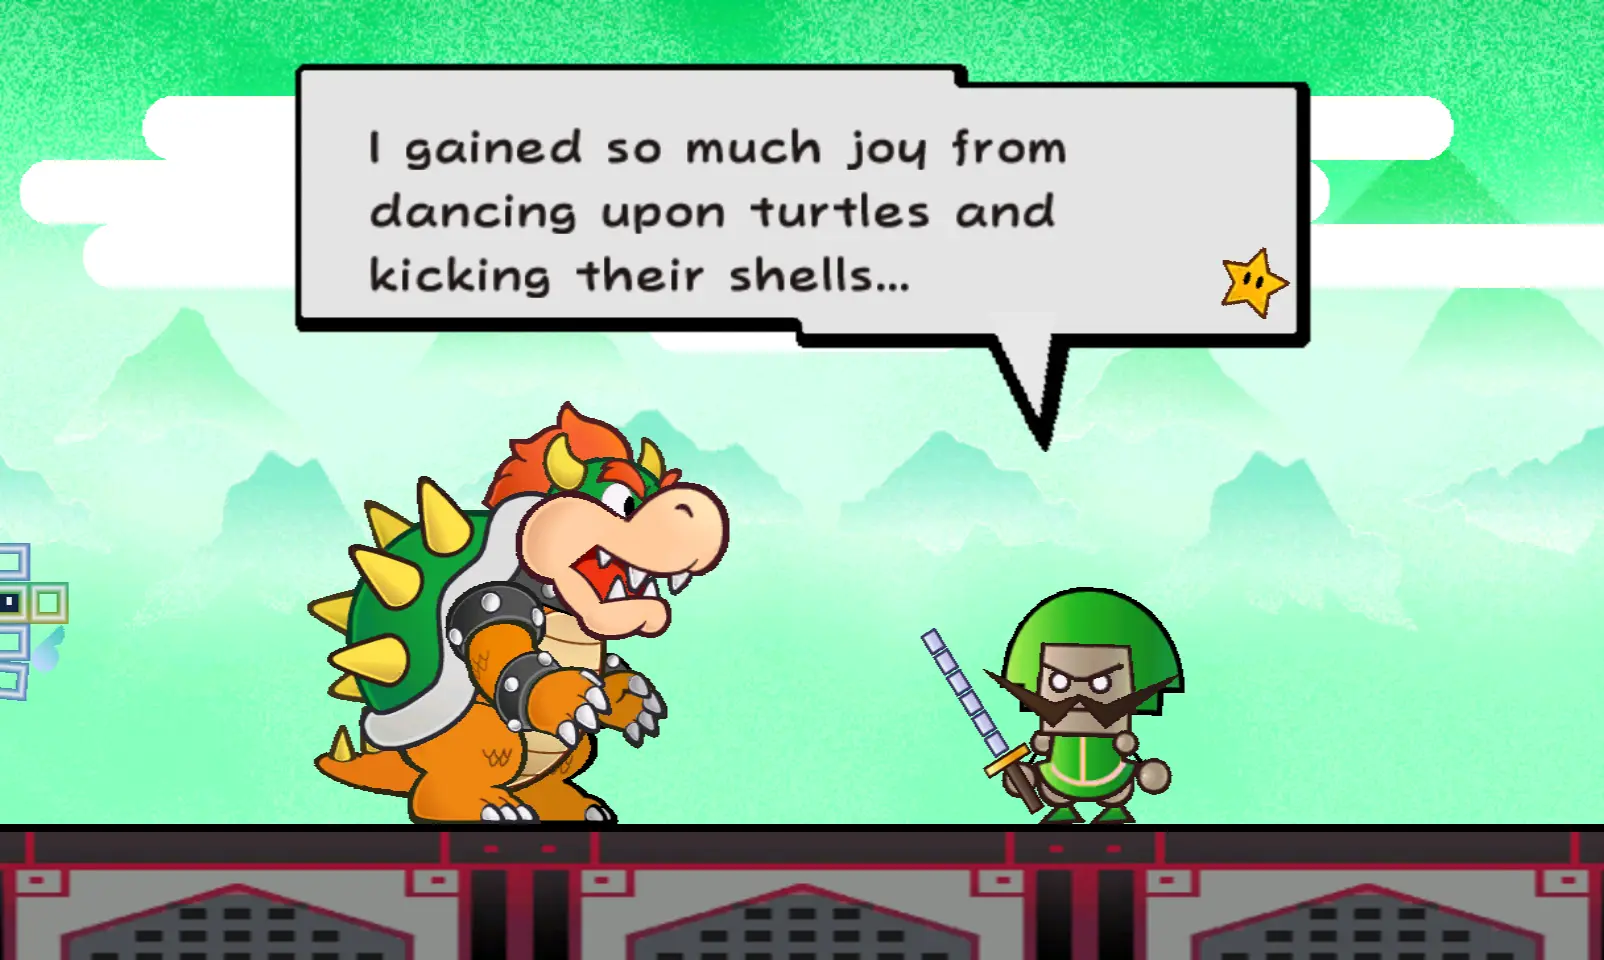 I gained so much joy from
dancing upon turtles and
kicking their shells...